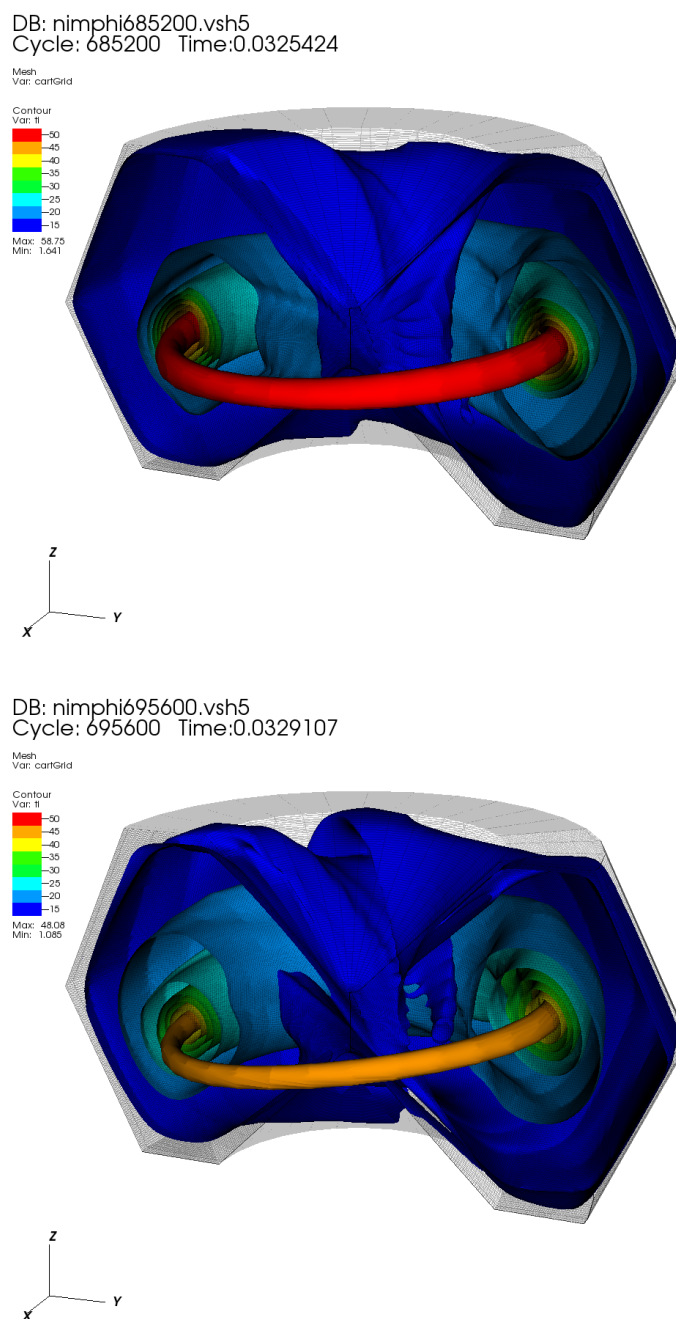 DB: nimphi685200.vsh5
Cycle: 685200 Time:0.0325424
Mesh
Var: cartGrid
Contour
Var: ti
50
45
40
35
30
25
20
15
Max: 58.75
Min: 1.641
Z
X
Y
DB: nimphi695600.vsh5
Cycle: 695600 Time:0.0329107
Mesh
Var: cartGrid
Contour
Var: ti
50
45
40
35
30
25
20
15
Max: 48.08
Min: 1.085
Z
X
Y